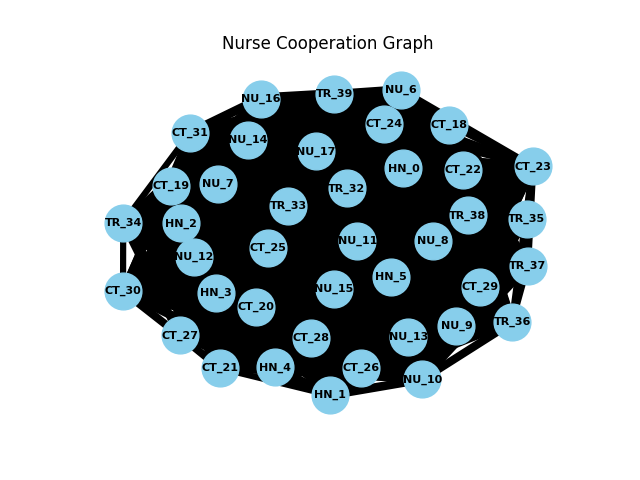 Nurse Cooperation Graph
NU_6
TR_39
NU_16
CT_24
CT_18
CT_31
NU_14
NU_17
CT_23
HN_0
CT_22
NU_7
CT_19
TR_32
TR_33
TR_38
TR_35
TR_34
HN_2
NU_11
NU_8
CT_25
NU_12
TR_37
HN_5
CT_29
NU_15
CT_30
HN_3
CT_20
TR_36
NU_9
CT_27
NU_13
CT_28
CT_21
HN_4
CT_26
NU_10
HN_1